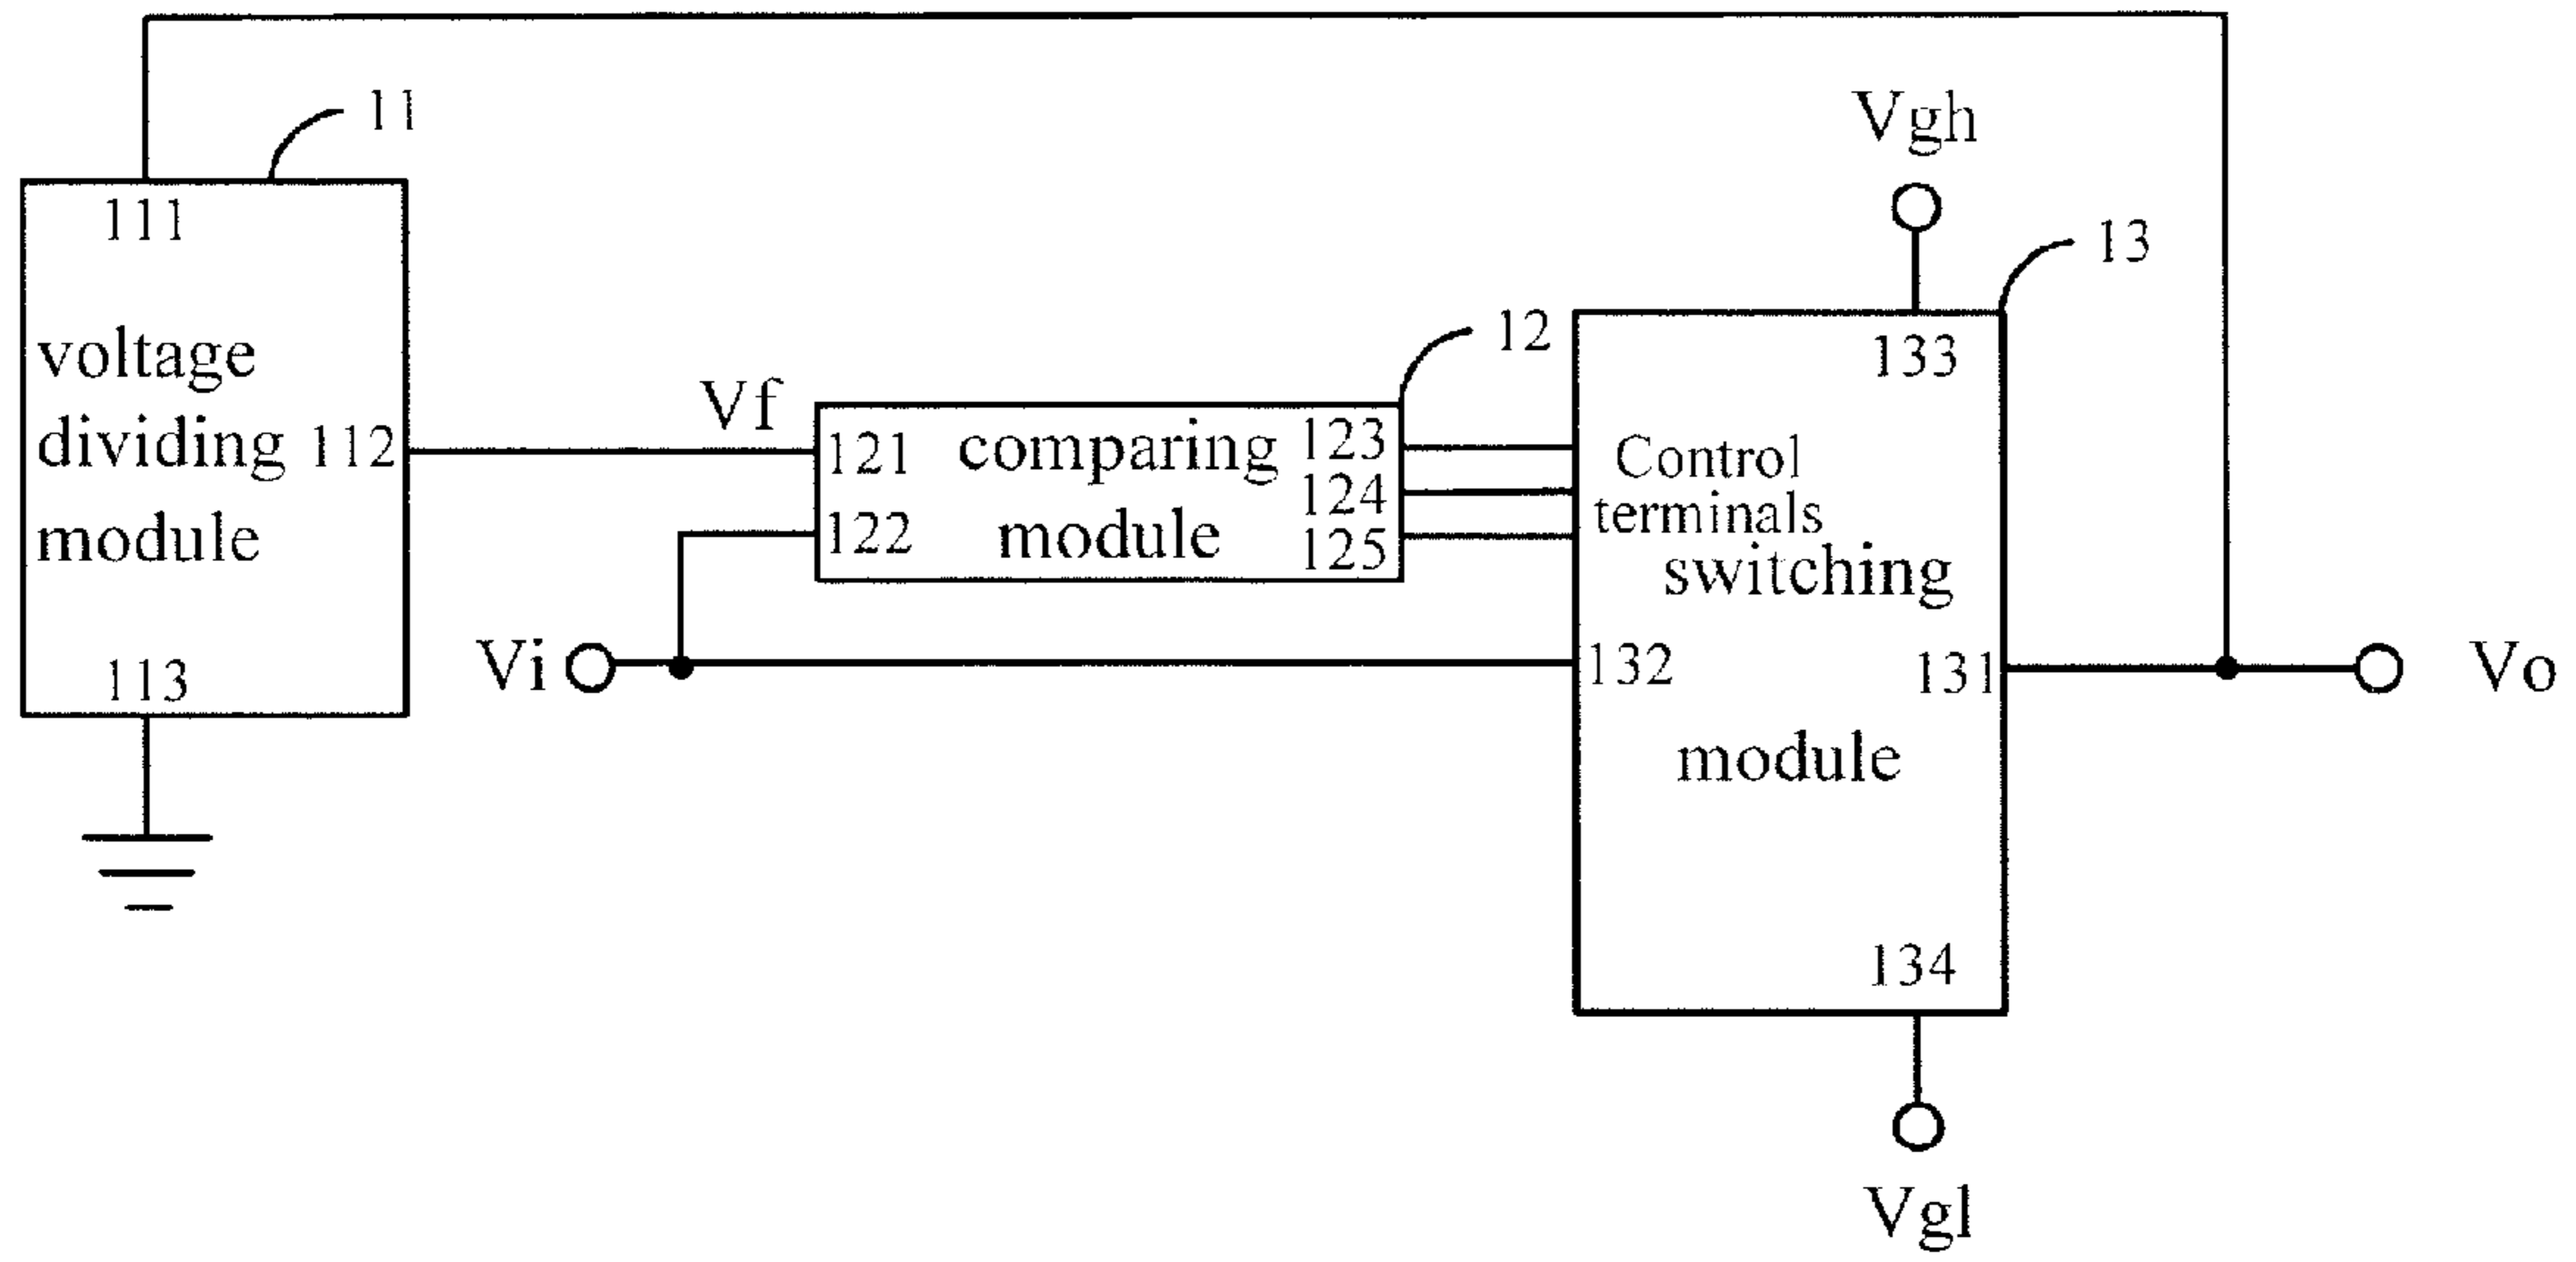 11
111
voltage
dividing
112
module
113
Vf
12
121
comparing
123
124
122
module
125
Vi
Vgh
13
133
Control
terminals
switching
132
131
module
134
Vgl
Vo